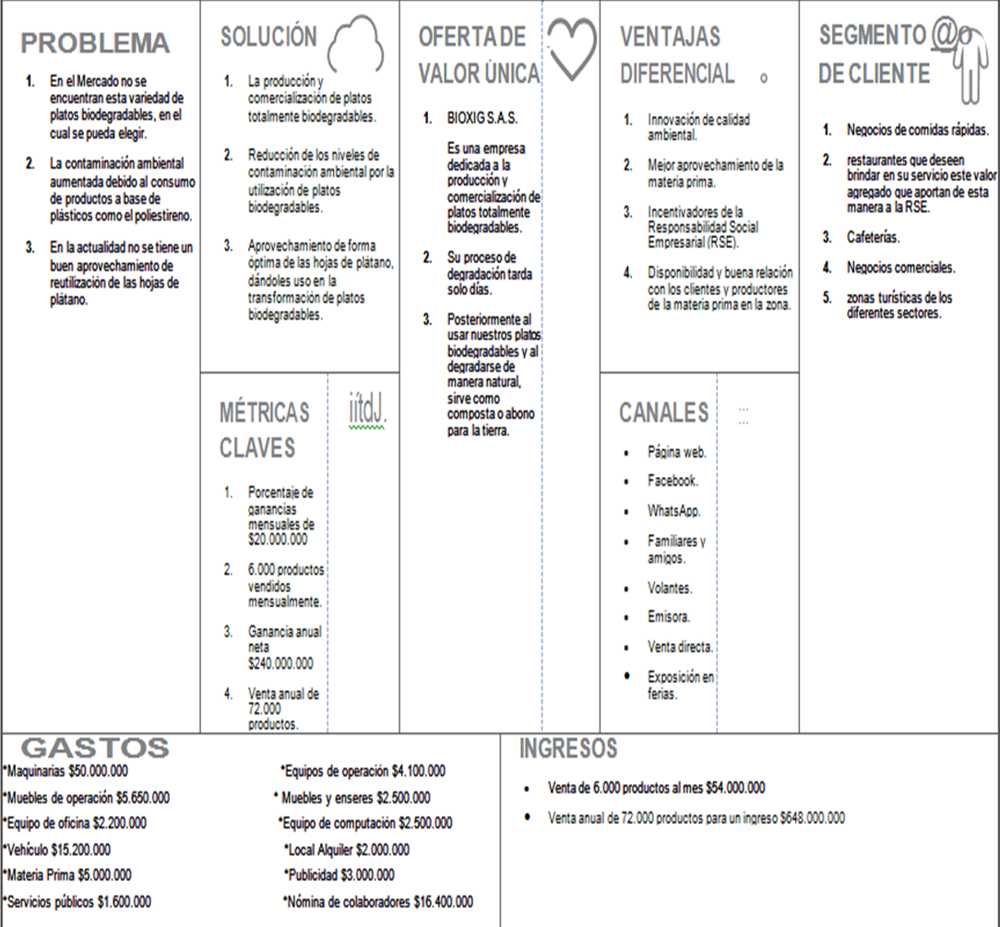 PROBLEMA
1. En el Mercado no se
encuentran esta variedad de
platos biodegradables, en el
cual se pueda elegir.
2. La contaminación ambiental
aumentada debido al consumo
de productos a base de
plásticos como el poliestireno.
3. En la actualidad no se tiene un
buen aprovechamiento de
reutilización de las hojas de
plátano.
SOLUCIÓN
1. La producción y
comercialización de platos
totalmente biodegradables.
2. Reducción de los niveles de
contaminación ambiental por la
utilización de platos
biodegradables.
3. Aprovechamiento de forma
óptima de las hojas de plátano,
dándoles uso en la
transformación de platos
biodegradables.
MÉTRICAS
CLAVES
iítdJ.
1. Porcentaje de
ganancias
mensuales de
$20.000.000
2. 6.000 productos
vendidos
mensualmente.
3. Ganancia anual
neta
$240.000.000
4. Venta anual de
72.000
productos.
OFERTA DE
VALOR ÚNICA
1. BIOXIG S.A.S.
Es una empresa
dedicada a la
producción y
comercialización de
platos totalmente
biodegradables.
2. Su proceso de
degradación tarda
solo días.
3. Posteriormente al
usar nuestros platos
biodegradables y al
degradarse de
manera natural,
sirve como
composta o abono
para la tierra.
VENTAJAS
DIFERENCIAL o
1. Innovación de calidad
ambiental.
2. Mejor aprovechamiento de la
materia prima.
3. Incentivadores de la
Responsabilidad Social
Empresarial (RSE).
4. Disponibilidad y buena relación
con los clientes y productores
de la materia prima en la zona.
CANALES
• Página web.
• Facebook.
• WhatsApp.
• Familiares y
amigos.
• Volantes.
• Emisora.
• Venta directa.
• Exposición en
ferias.
SEGMENTO @o
DE CLIENTE
1. Negocios de comidas rápidas.
2. restaurantes que deseen
brindar en su servicio este valor
agregado que aportan de esta
manera a la RSE.
3. Cafeterías.
4. Negocios comerciales.
5. zonas turísticas de los
diferentes sectores.
GASTOS
*Maquinarias $50.000.000 *Equipos de operación $4.100.000
*Muebles de operación $5.650.000 * Muebles y enseres $2.500.000
*Equipo de oficina $2.200.000 *Equipo de computación $2.500.000
*Vehículo $15.200.000 *Local Alquiler $2.000.000
*Materia Prima $5.000.000 *Publicidad $3.000.000
*Servicios públicos $1.600.000 *Nómina de colaboradores $16.400.000
INGRESOS
• Venta de 6.000 productos al mes $54.000.000
• Venta anual de 72.000 productos para un ingreso $648.000.000